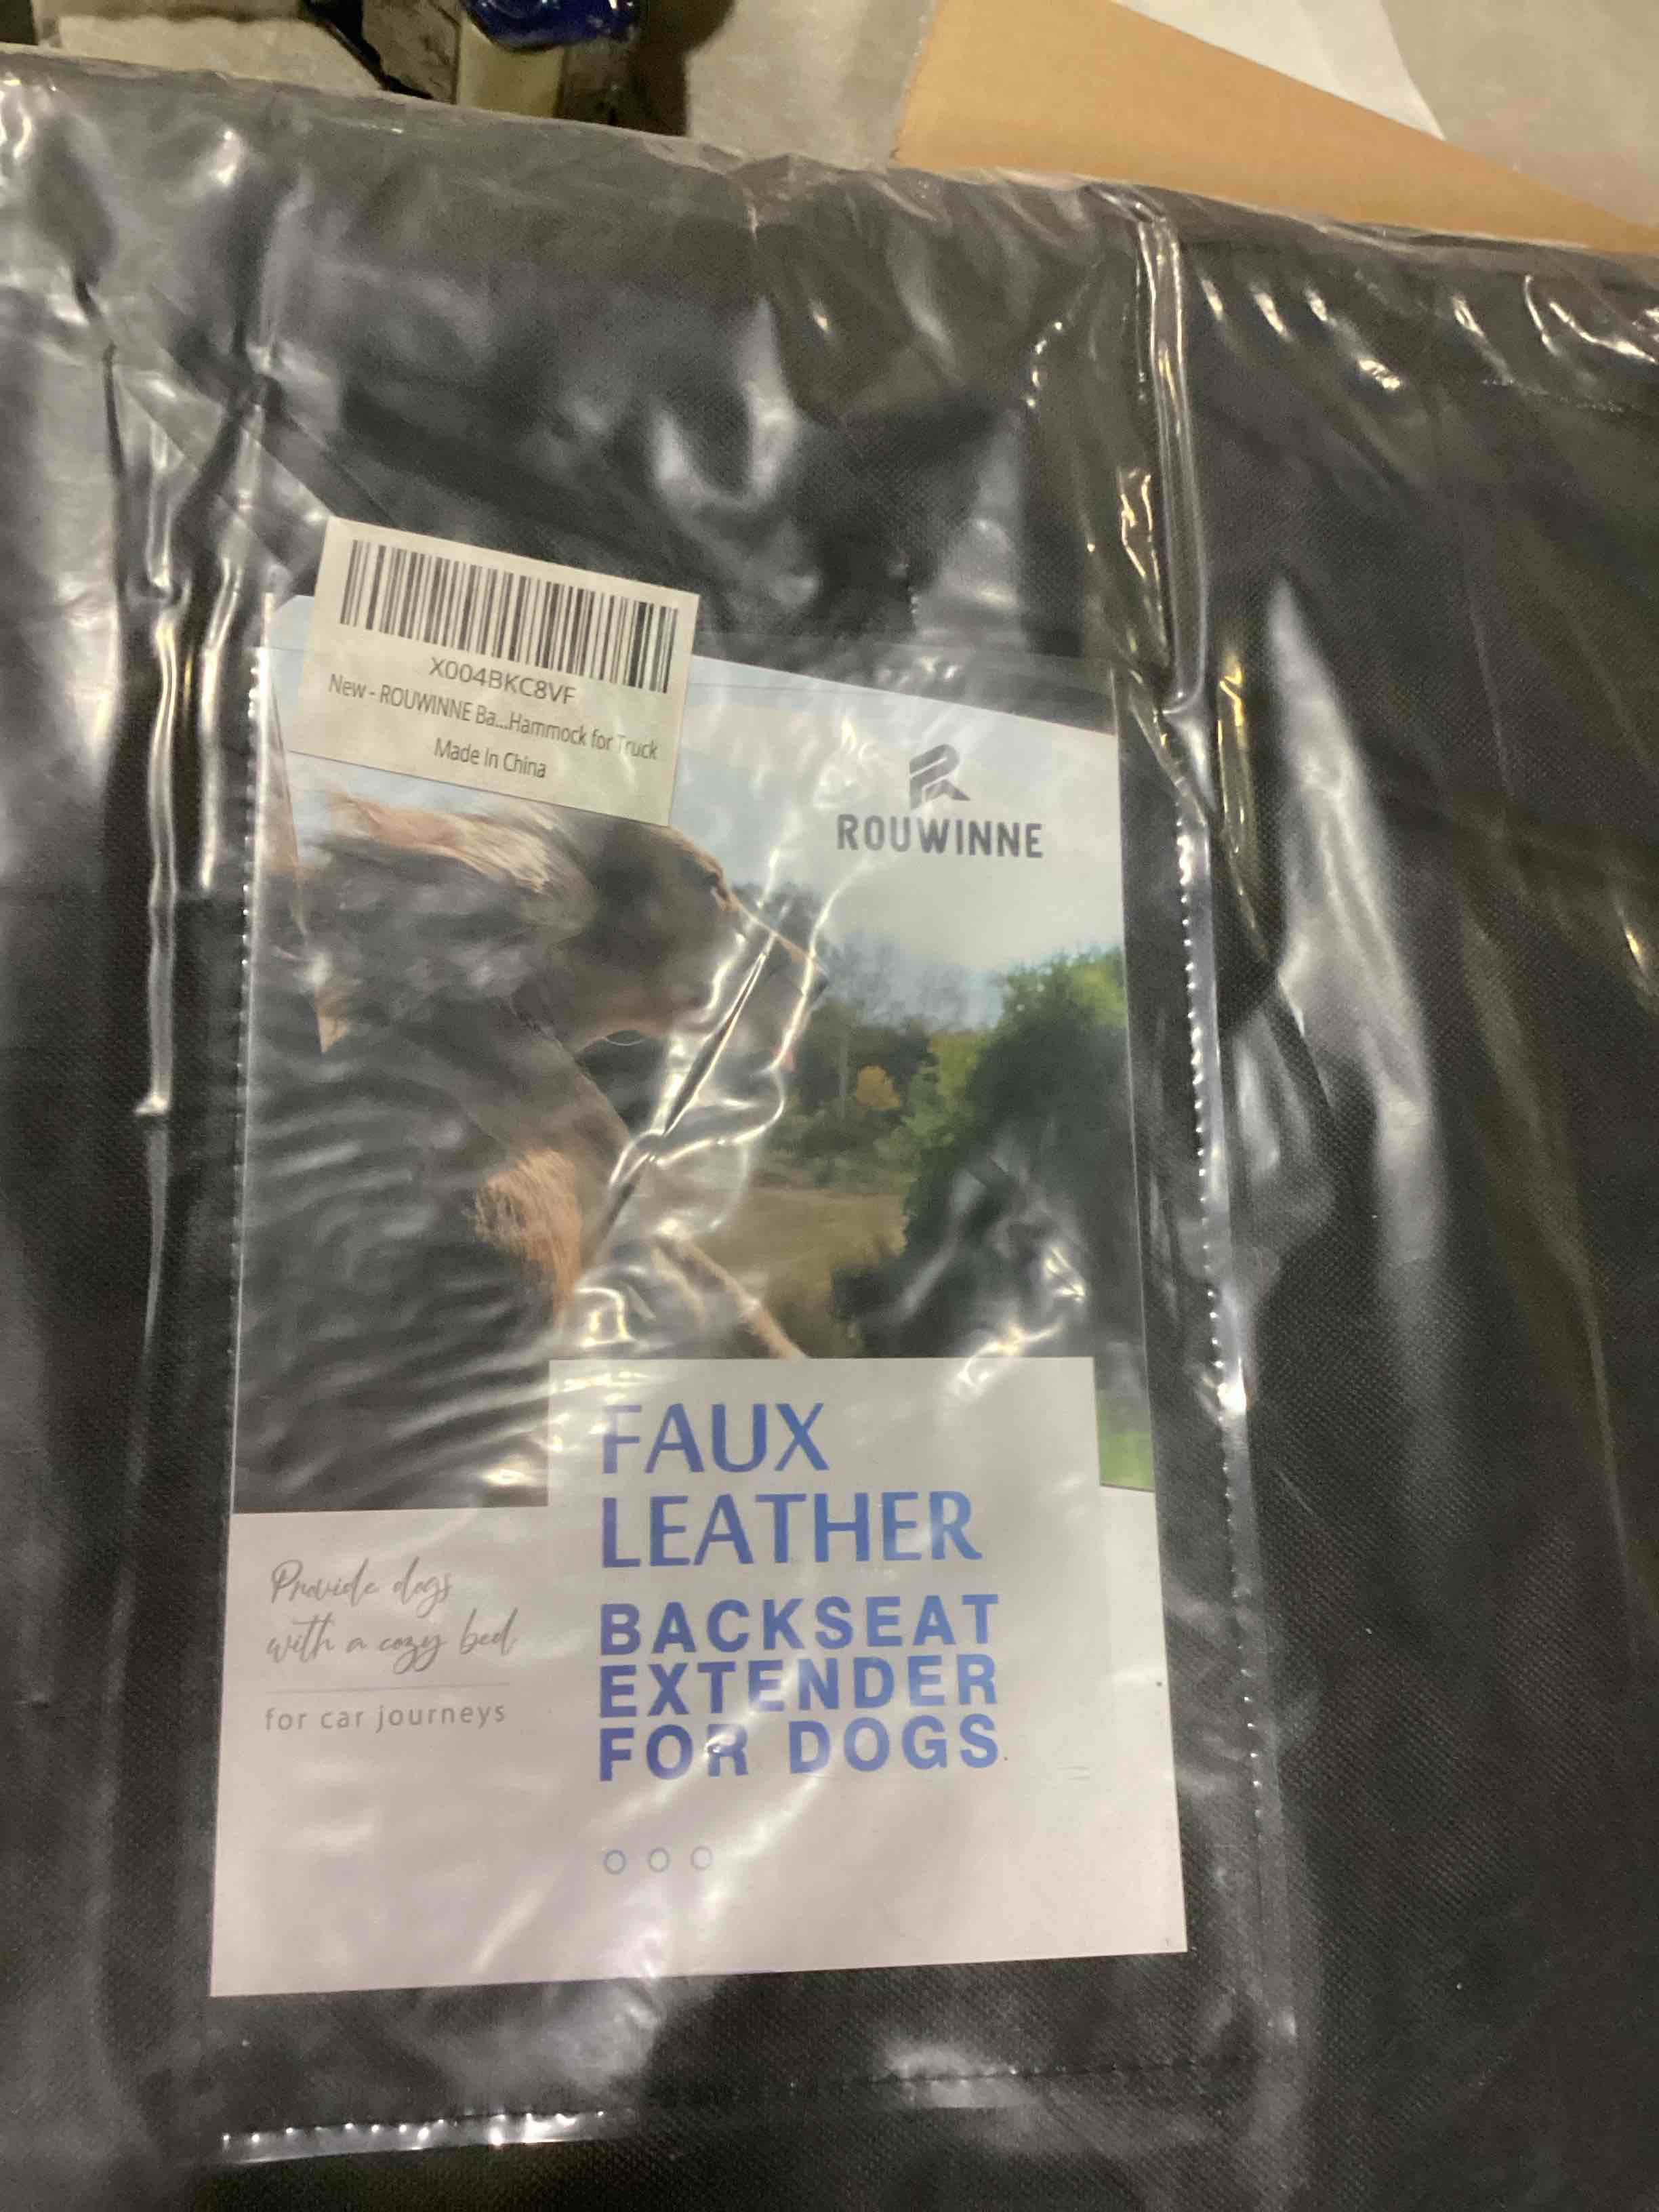 X004BKC8VF
New - ROUWINNE Ba...Hammock for Truck
Made In China
ROUWINNE
FAUX
LEATHER
BACKSEAT
EXTENDER
FOR DOGS
Provide dogs
with a cozy bed
for car journeys